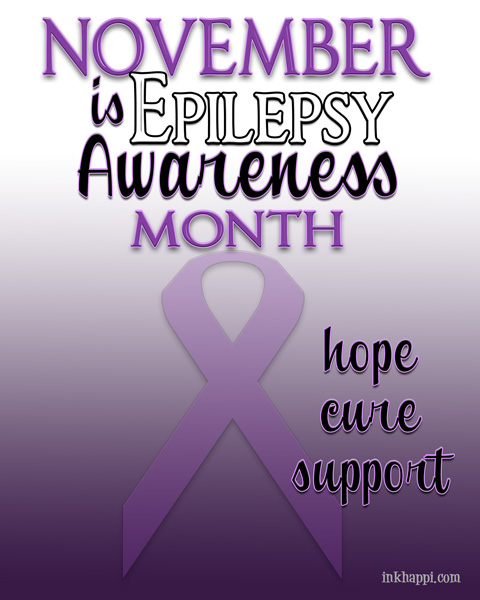 NOVEMBER
is EPILEPSY
Awareness
MONTH
hope
cure
support
inkhappi.com